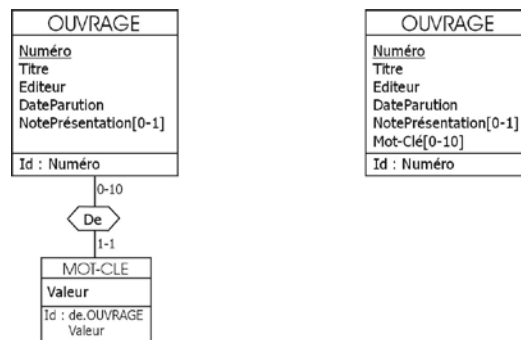 OUVRAGE
Numéro
Titre
Editeur
DateParution
NotePrésentation[0-1]
Id : Numéro
0-10
De
1-1
MOT-CLE
Valeur
Id : de.OUVRAGE
Valeur
OUVRAGE
Numéro
Titre
Editeur
DateParution
NotePrésentation[0-1]
Mot-Clé[0-10]
Id : Numéro